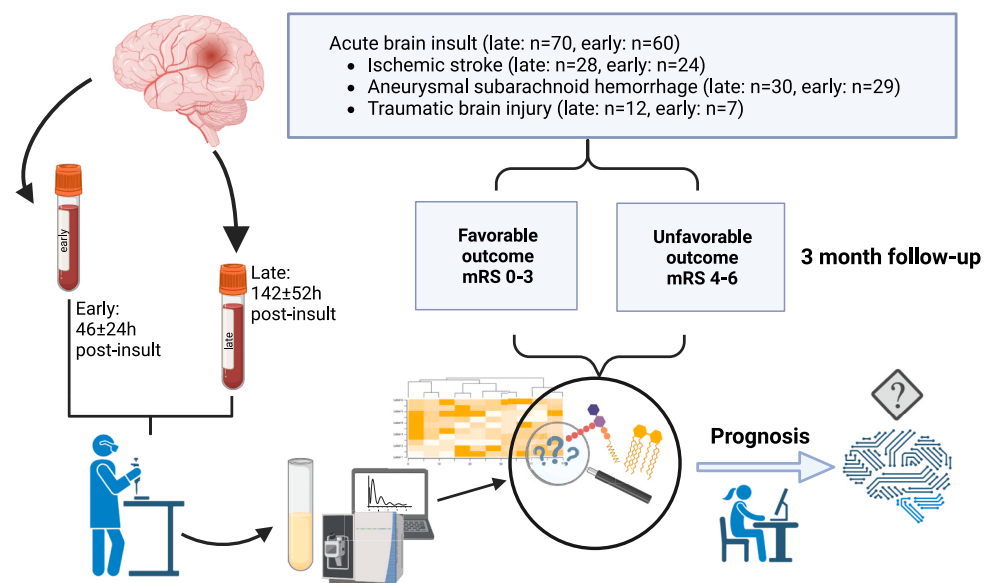 Acute brain insult (late: n=70, early: n=60)
• Ischemic stroke (late: n=28, early: n=24)
• Aneurysmal subarachnoid hemorrhage (late: n=30, early: n=29)
• Traumatic brain injury (late: n=12, early: n=7)
early
Early:
46±24h
post-insult
late
Late:
142±52h
post-insult
Favorable
outcome
mRS 0-3
Unfavorable
outcome
mRS 4-6
3 month follow-up
???
Prognosis
?